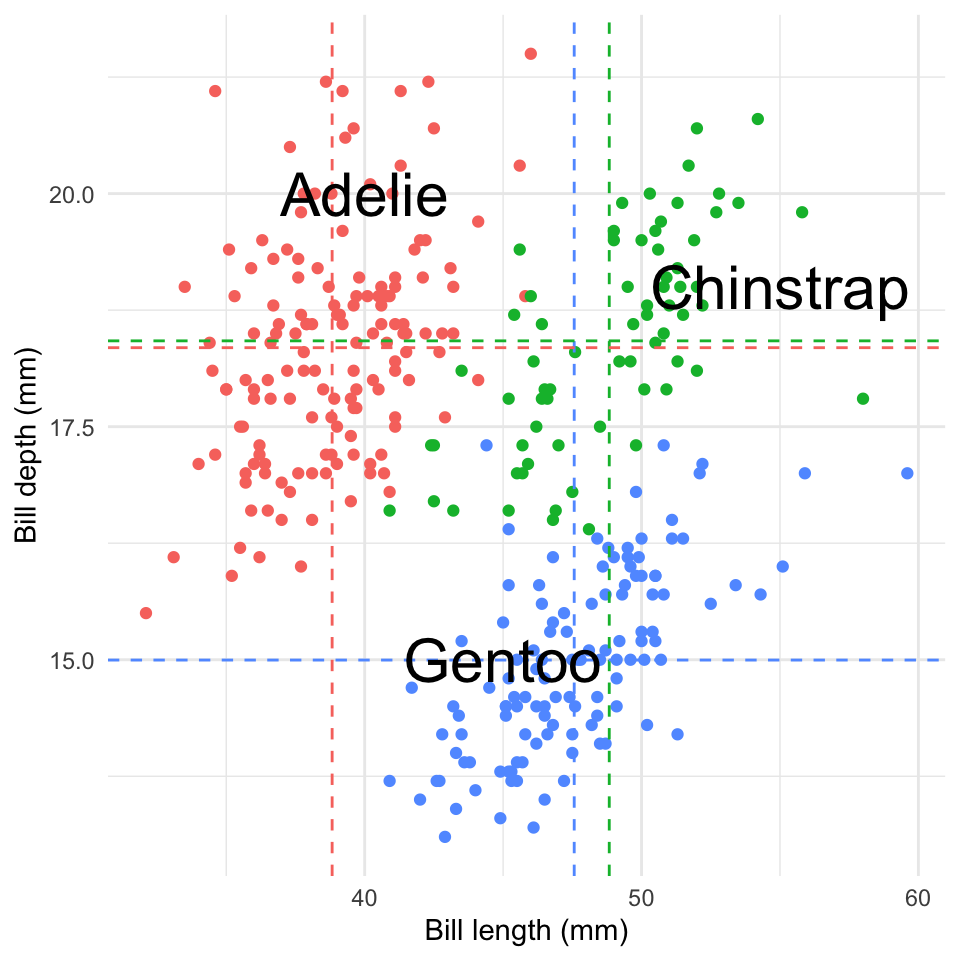 20.0
17.5
15.0
Adelie
Chinstrap
Gentoo
40
50
60
Bill length (mm)
Bill depth (mm)